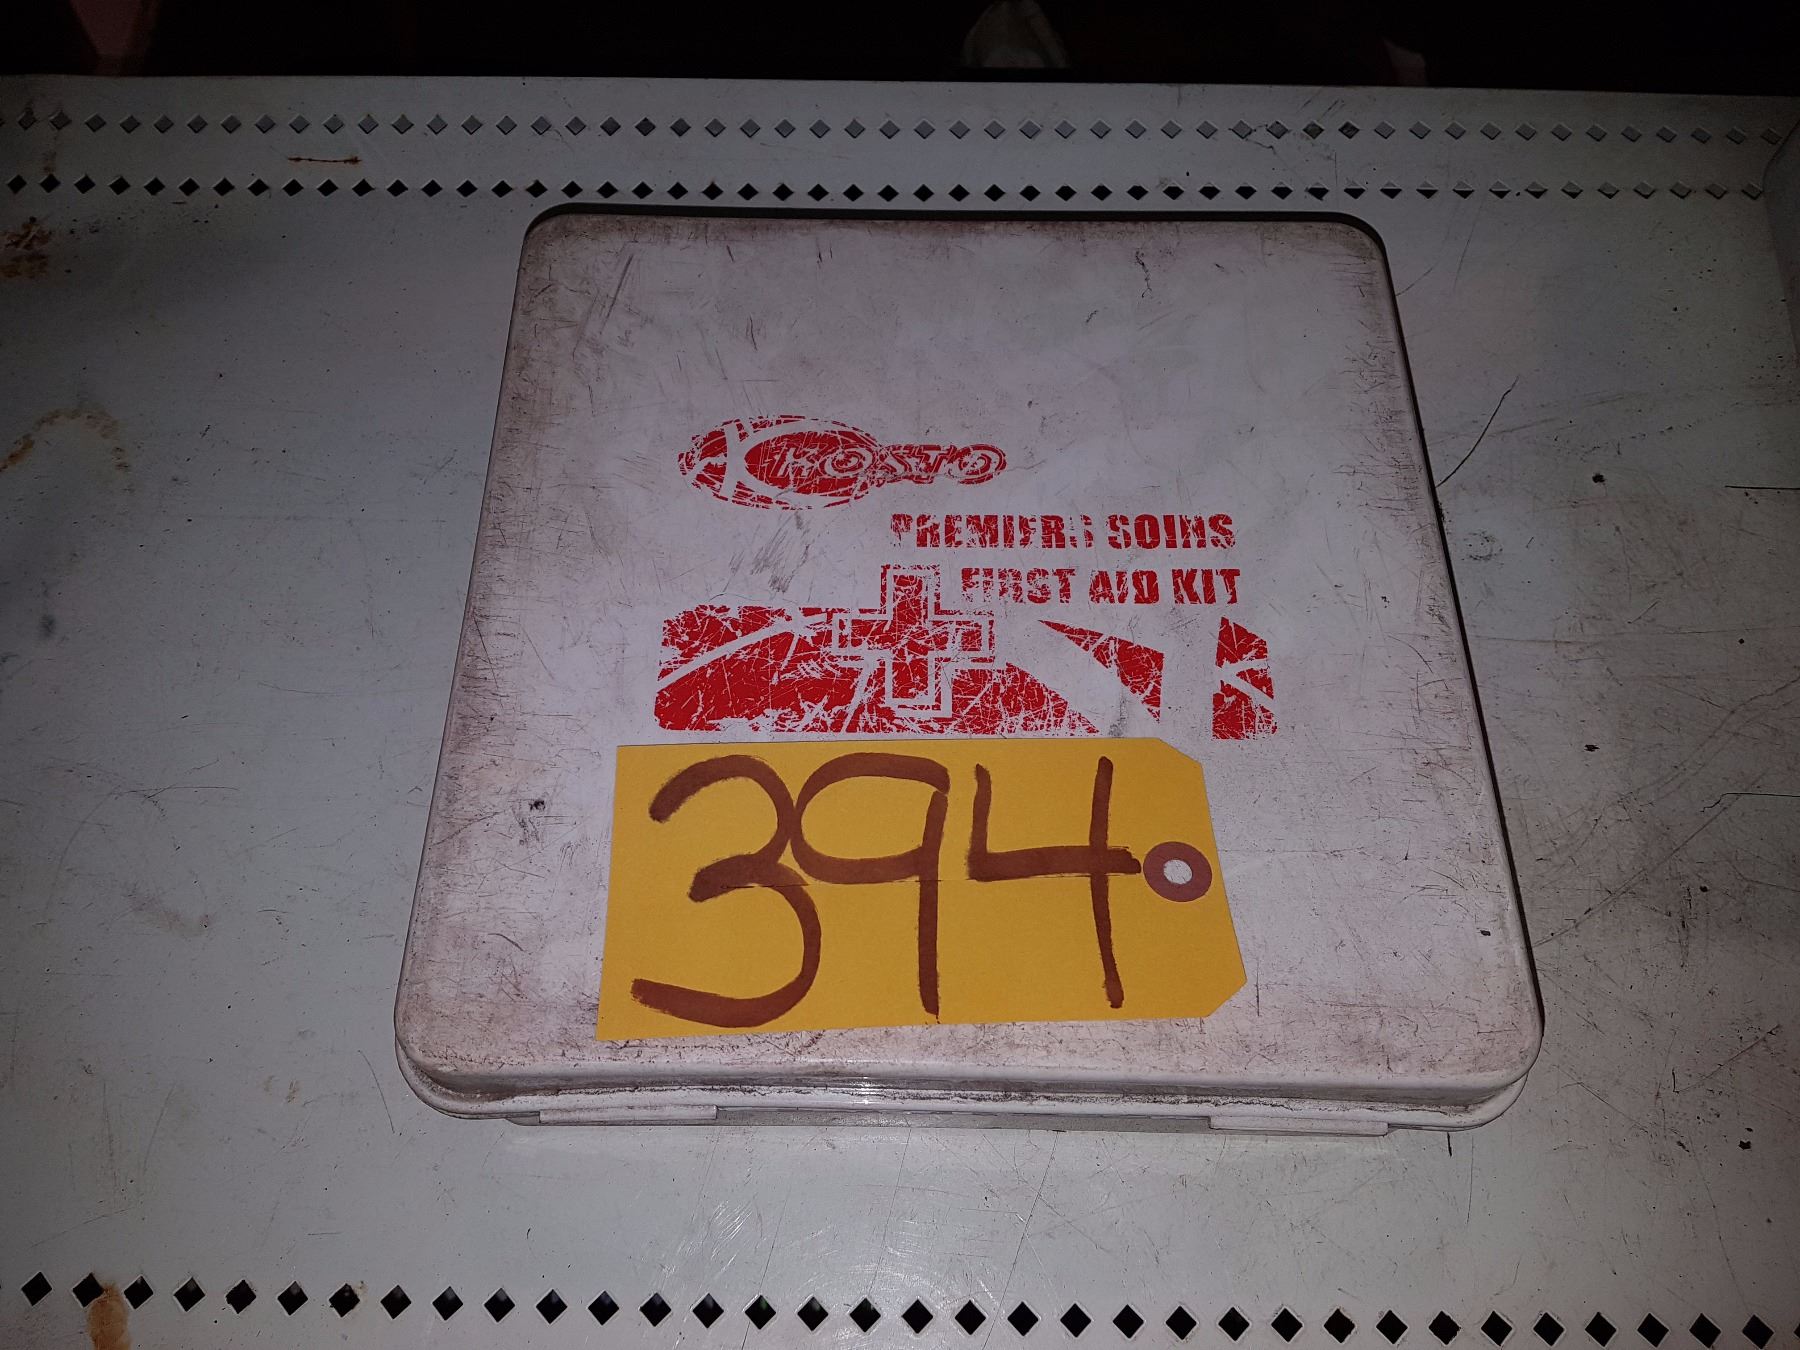 KOSTO
PREMIERS SOINS
FIRST AID KIT
394